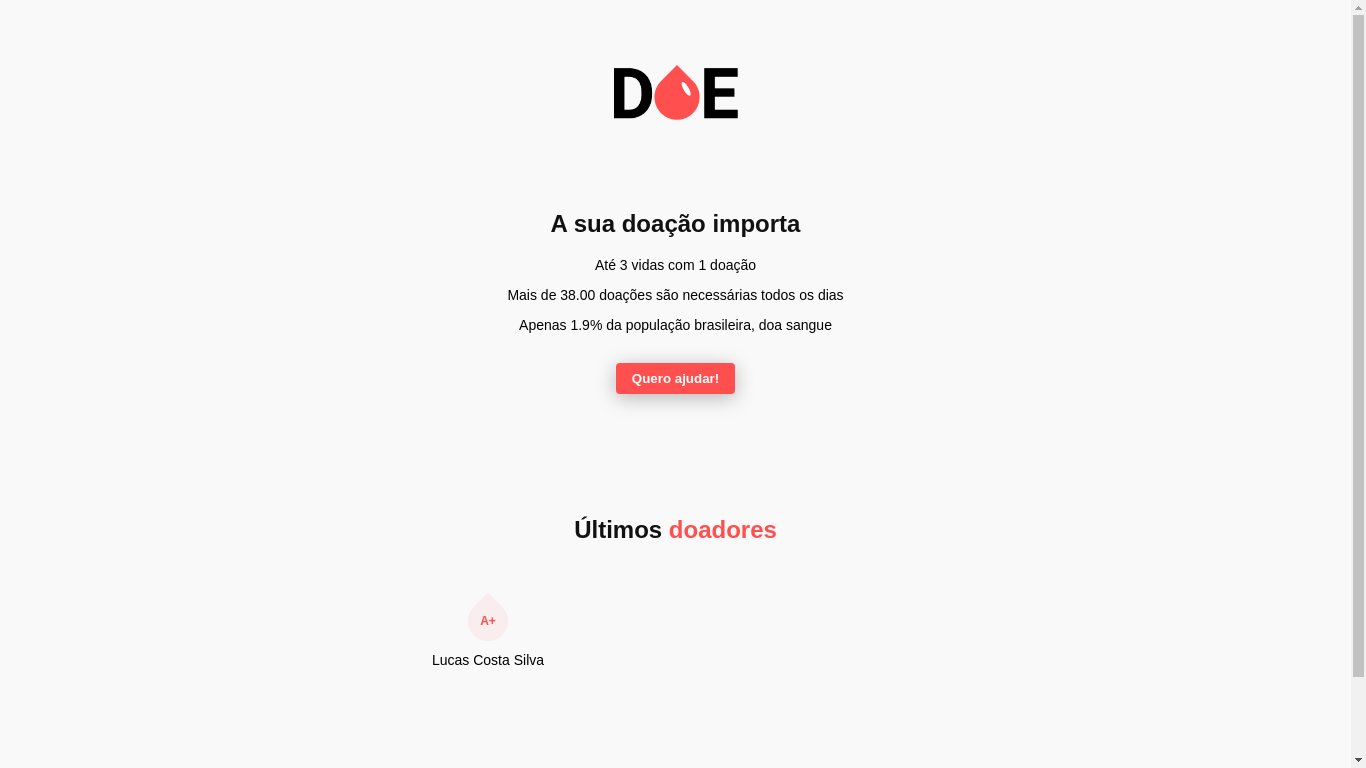 DOE
A sua doação importa
Até 3 vidas com 1 doação
Mais de 38.00 doações são necessárias todos os dias
Apenas 1.9% da população brasileira, doa sangue
Quero ajudar!
Últimos doadores
A+
Lucas Costa Silva